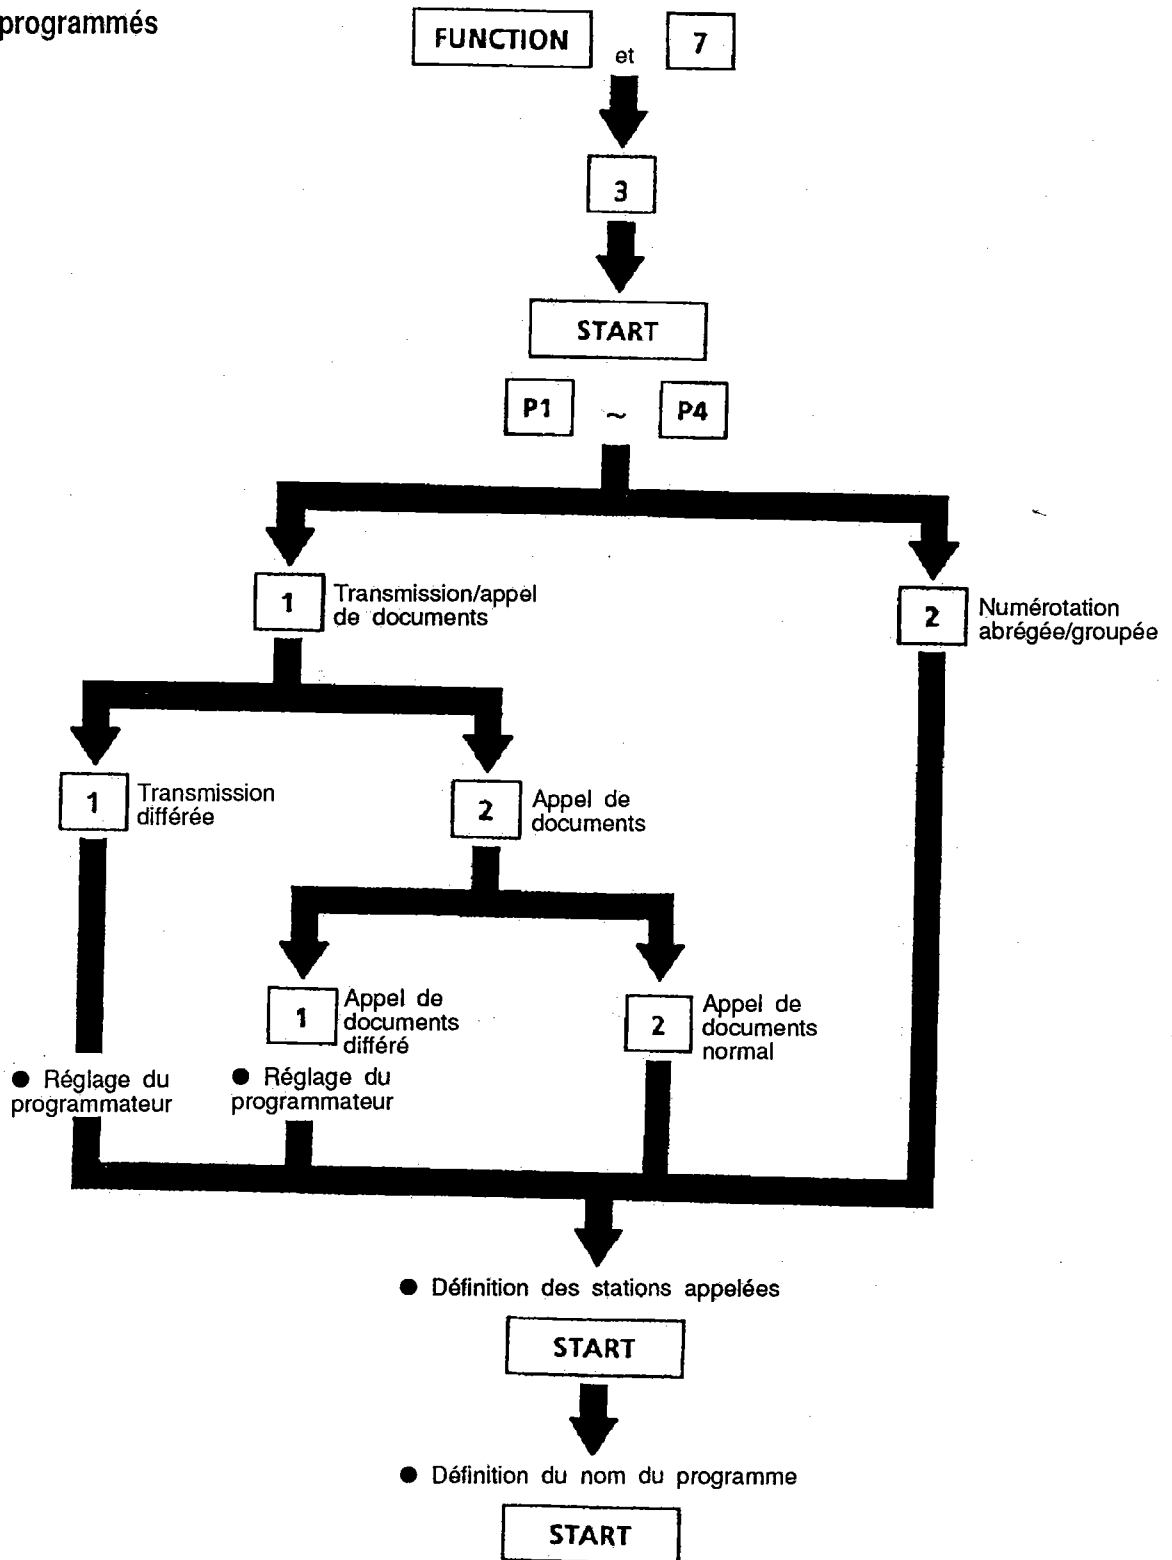 programmés
FUNCTION et 7
3
START
P1 ~ P4
1 Transmission/appel
de documents
2 Numérotation
abrégée/groupée
1 Transmission
différée
2 Appel de
documents
1 Appel de
documents
différé
2 Appel de
documents
normal
● Réglage du
programmateur
● Réglage du
programmateur
● Définition des stations appelées
START
● Définition du nom du programme
START